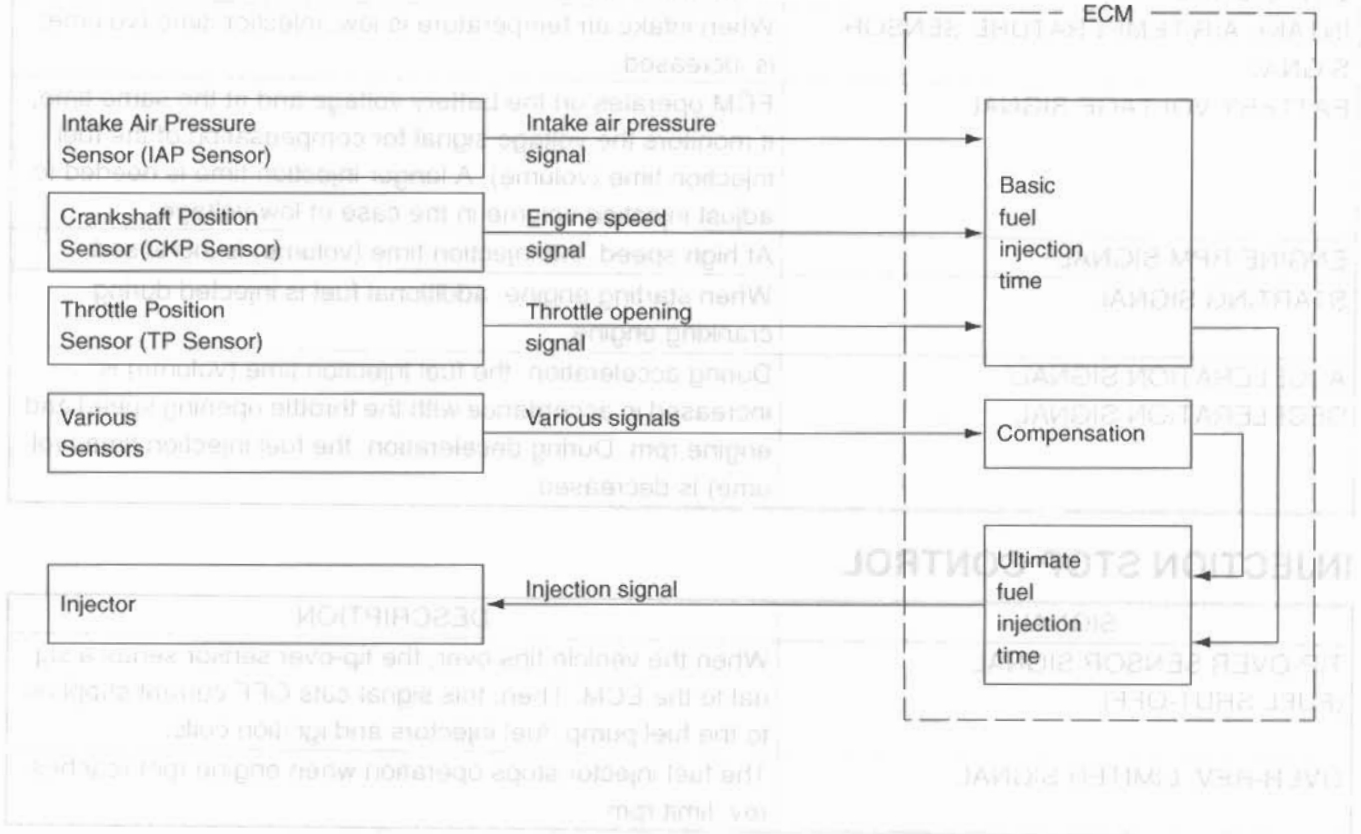 ECM
Intake Air Pressure
Sensor (IAP Sensor)
Intake air pressure
signal
Crankshaft Position
Sensor (CKP Sensor)
Engine speed
signal
Throttle Position
Sensor (TP Sensor)
Throttle opening
signal
Various
Sensors
Various signals
Basic
fuel
injection
time
Compensation
Ultimate
fuel
injection
time
Injector
Injection signal
INTAKE AIR TEMPERATURE SENSOR
SIGNAL
When intake air temperature is low, injection time (volume)
is increased.
BATTERY VOLTAGE SIGNAL
ECM operates on the battery voltage and at the same time,
it monitors the voltage signal for compensation of the fuel
injection time (volume). A longer injection time is needed to
adjust injection volume in the case of low voltage.
ENGINE RPM SIGNAL
At high speed, the injection time (volume) is
STARTING SIGNAL
When starting engine, additional fuel is injected during
cranking engine.
ACCELERATION SIGNAL
DECELERATION SIGNAL
During acceleration, the fuel injection time (volume) is
increased in accordance with the throttle opening speed and
engine rpm. During deceleration, the fuel injection time (vol
ume) is decreased.
INJECTION STOP CONTROL
SIGNAL
DESCRIPTION
TIP OVER SENSOR SIGNAL
(FUEL SHUT-OFF)
When the vehicle tips over, the tip-over sensor sends a sig
nal to the ECM. Then, this signal cuts OFF current supplied
to the fuel pump, fuel injectors and ignition coils.
OVER-REV. LIMITER SIGNAL
The fuel injector stops operation when engine rpm reaches
rev. limit rpm.